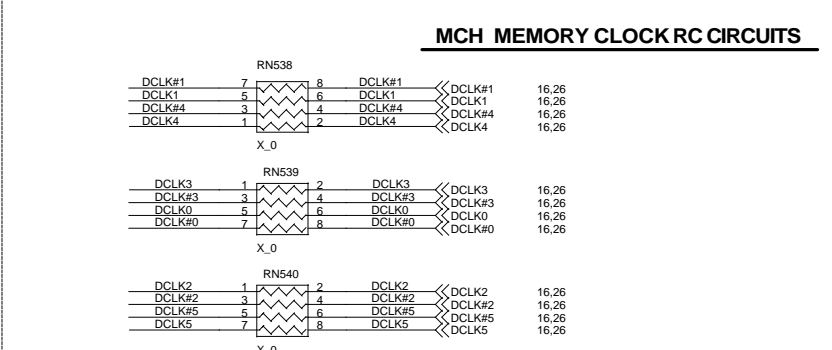 MCH MEMORY CLOCK RC CIRCUITS
RN538
DCLK#1 7 8 DCLK#1 DCLK#1 16,26
DCLK1 5 6 DCLK1 DCLK1 16,26
DCLK#4 3 4 DCLK#4 DCLK#4 16,26
DCLK4 1 2 DCLK4 DCLK4 16,26
X_0
RN539
DCLK3 1 2 DCLK3 DCLK3 16,26
DCLK#3 3 4 DCLK#3 DCLK#3 16,26
DCLK0 5 6 DCLK0 DCLK0 16,26
DCLK#0 7 8 DCLK#0 DCLK#0 16,26
X_0
RN540
DCLK2 1 2 DCLK2 DCLK2 16,26
DCLK#2 3 4 DCLK#2 DCLK#2 16,26
DCLK#5 5 6 DCLK#5 DCLK#5 16,26
DCLK5 7 8 DCLK5 DCLK5 16,26
X_0